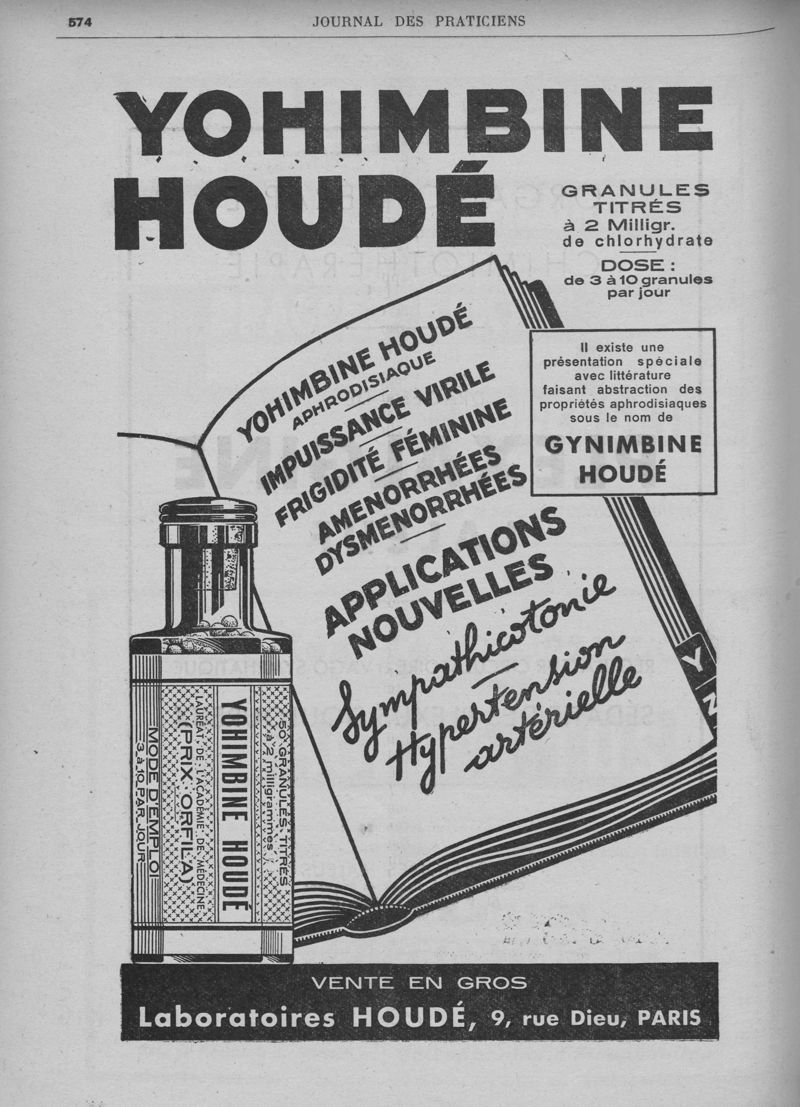 574
JOURNAL DES PRATICIENS
YOHIMBINE
HOUDÉ
GRANULES
TITRÉS
à 2 Milligr.
de chlorhydrate
DOSE :
de 3 à 10 granules
par jour
Il existe une
présentation spéciale
avec littérature
faisant abstraction des
propriétés aphrodisiaques
sous le nom de
GYNIMBINE
HOUDÉ
YOHIMBINE HOUDÉ
APHRODISIAQUE
IMPUISSANCE VIRILE
FRIGIDITÉ FÉMININE
AMENORRHÉES
DYSMENORRHÉES
APPLICATIONS
NOUVELLES
Sympathicotonie
Hypertension
artérielle
Y
Z
50 GRANULES TITRÉS
à 2 milligrammes
YOHIMBINE HOUDÉ
LAURÉAT DE L'ACADÉMIE DE MÉDECINE
(PRIX ORFILA)
MODE D'EMPLOI
3 à 10 PAR JOUR
VENTE EN GROS
Laboratoires HOUDÉ, 9, rue Dieu, PARIS